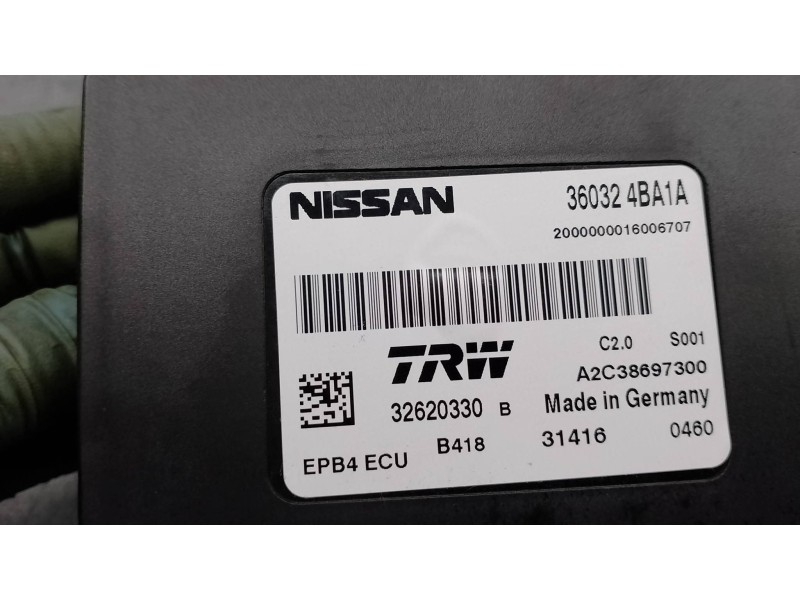 NISSAN 36032 4BA1A
2000000016006707
TRW C2.0 S001
A2C38697300
32620330 B Made in Germany
EPB4 ECU B418 31416 0460